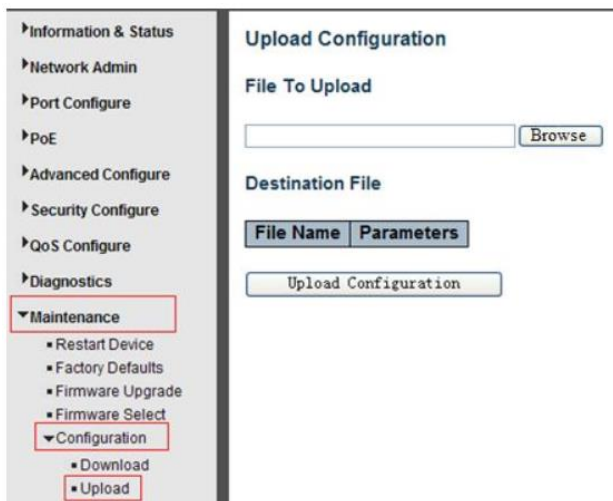 Information & Status
Network Admin
Port Configure
PoE
Advanced Configure
Security Configure
QoS Configure
Diagnostics
Maintenance
Restart Device
Factory Defaults
Firmware Upgrade
Firmware Select
Configuration
Download
Upload
Upload Configuration
File To Upload
Browse
Destination File
File Name Parameters
Upload Configuration